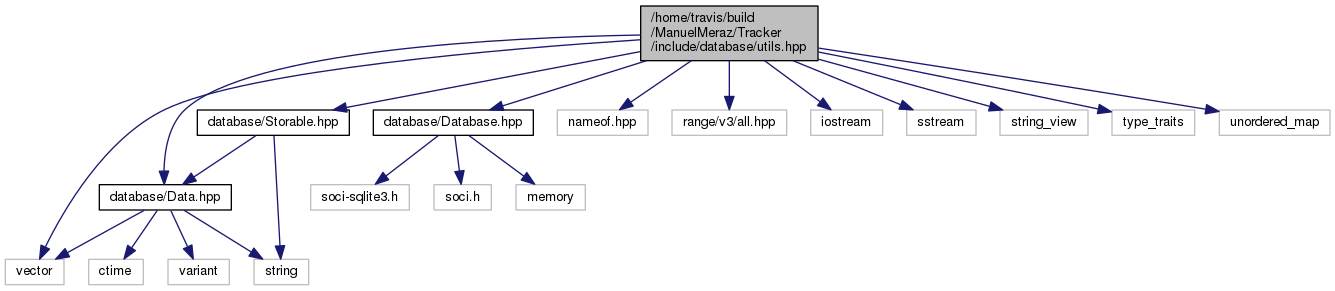 /home/travis/build
/ManuelMeraz/Tracker
/include/database/utils.hpp
database/Storable.hpp
database/Database.hpp
nameof.hpp
range/v3/all.hpp
iostream
sstream
string_view
type_traits
unordered_map
database/Data.hpp
soci-sqlite3.h
soci.h
memory
vector
ctime
variant
string